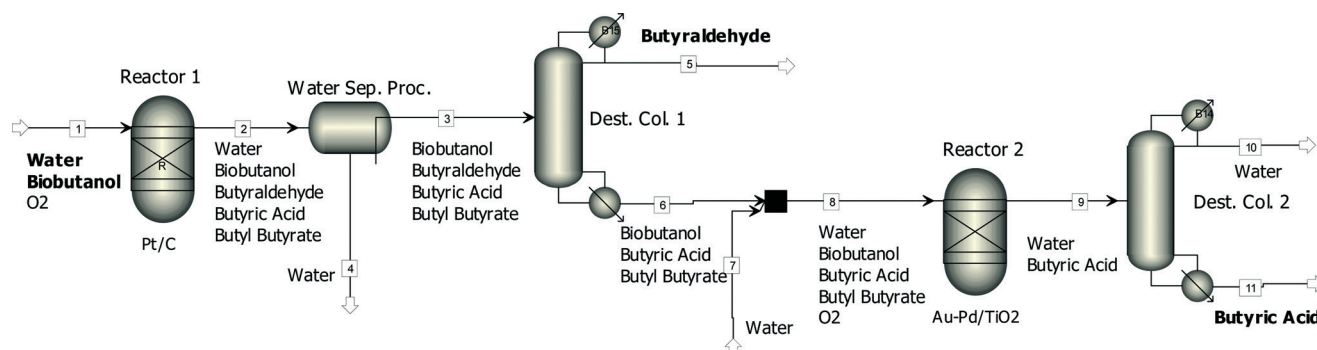 B15
Butyraldehyde
5
Reactor 1
Water Sep. Proc.
1
2
3
Dest. Col. 1
Water
Biobutanol
O2
R
Water
Biobutanol
Butyraldehyde
Butyric Acid
Butyl Butyrate
Biobutanol
Butyraldehyde
Butyric Acid
Butyl Butyrate
Pt/C
Water
4
6
Biobutanol
Butyric Acid
Butyl Butyrate
7
Water
8
Water
Biobutanol
Butyric Acid
Butyl Butyrate
O2
Reactor 2
Au-Pd/TiO2
9
Water
Butyric Acid
B14
10
Water
Dest. Col. 2
11
Butyric Acid